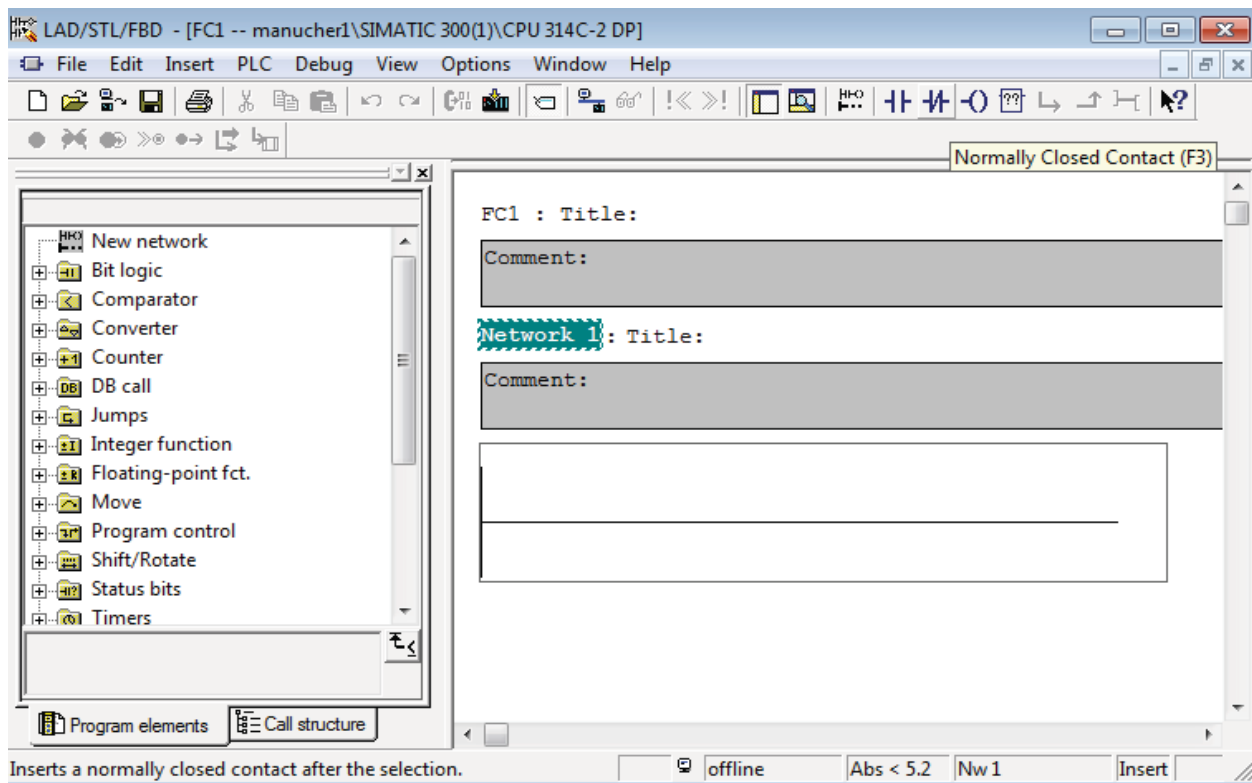 LAD/STL/FBD - [FC1 -- manucher1\SIMATIC 300(1)\CPU 314C-2 DP]
File Edit Insert PLC Debug View Options Window Help
Normally Closed Contact (F3)
New network
Bit logic
Comparator
Converter
Counter
DB call
Jumps
Integer function
Floating-point fct.
Move
Program control
Shift/Rotate
Status bits
Timers
Program elements
Call structure
FC1 : Title:
Comment:
Network 1: Title:
Comment:
Inserts a normally closed contact after the selection.
offline
Abs < 5.2
Nw 1
Insert